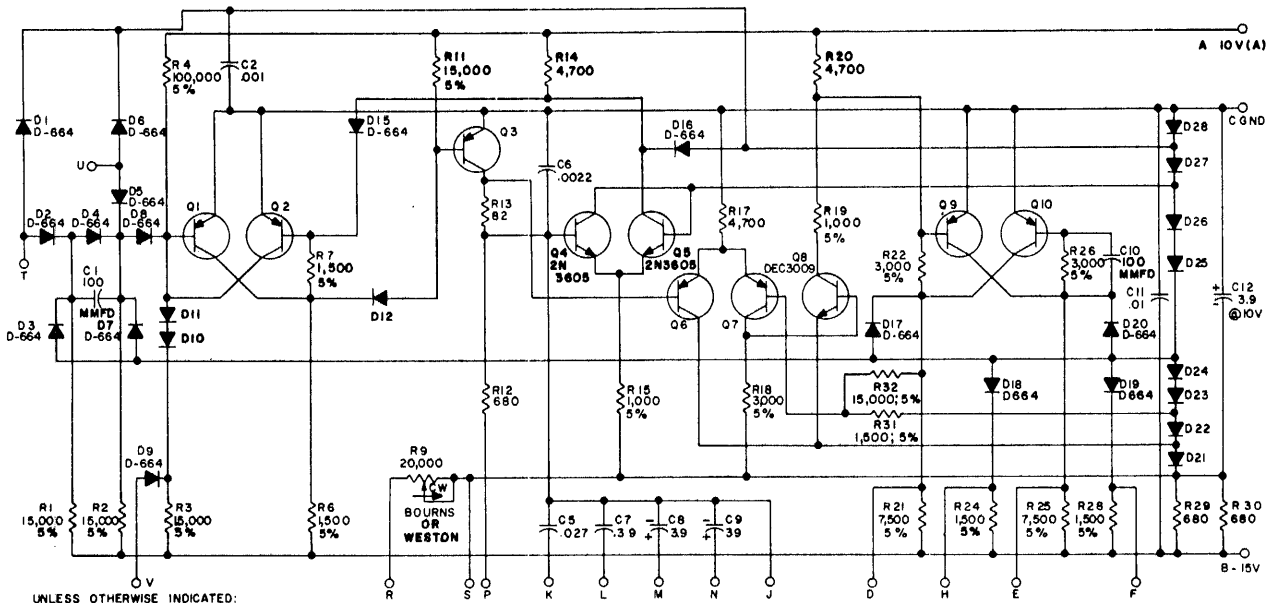 A 10V(A)
R4
100,000
5%
C2
.001
R11
15,000
5%
R14
4,700
R20
4,700
D1
D-664
D6
D-664
D15
D-664
Q3
D16
D-664
C GND
D28
D27
U
D5
D-664
D2
D-664
D4
D-664
D8
D-664
Q1
Q2
C6
.0022
R13
82
R17
4,700
R19
1,000
5%
Q9
Q10
D26
T
R7
1,500
5%
Q4
2N
3605
Q5
2N3605
Q8
DEC3009
R22
3,000
5%
R26
3,000
5%
C10
100
MMFD
D25
C1
100
MMFD
D3
D-664
D7
D-664
D11
D10
D12
Q6
Q7
D17
D-664
D20
D-664
C11
.01
C12
3.9
@10V
R12
680
R15
1,000
5%
R18
3,000
5%
R32
15,000; 5%
R31
1,500; 5%
D18
D664
D19
D664
D24
D23
D22
D21
D9
D-664
R9
20,000
CW
BOURNS
OR
WESTON
R1
15,000
5%
R2
15,000
5%
R3
15,000
5%
R6
1,500
5%
C5
.027
C7
.39
C8
3.9
C9
39
R21
7,500
5%
R24
1,500
5%
R25
7,500
5%
R28
1,500
5%
R29
680
R30
680
B-15V
V
R
S
P
K
L
M
N
J
D
H
E
F
UNLESS OTHERWISE INDICATED: